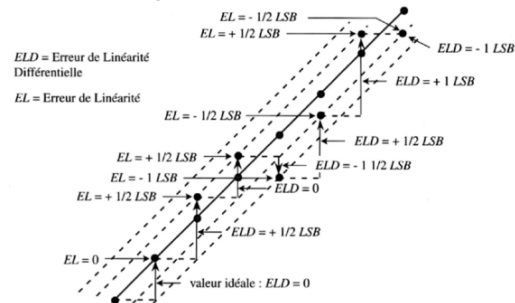 EL = - 1/2 LSB
EL = + 1/2 LSB
ELD = - 1 LSB
ELD = Erreur de Linéarité
Différentielle
EL = Erreur de Linéarité
ELD = + 1 LSB
EL = - 1/2 LSB
ELD = + 1/2 LSB
EL = + 1/2 LSB
ELD = - 1 1/2 LSB
EL = - 1 LSB
ELD = 0
EL = + 1/2 LSB
ELD = + 1/2 LSB
EL = 0
valeur idéale : ELD = 0